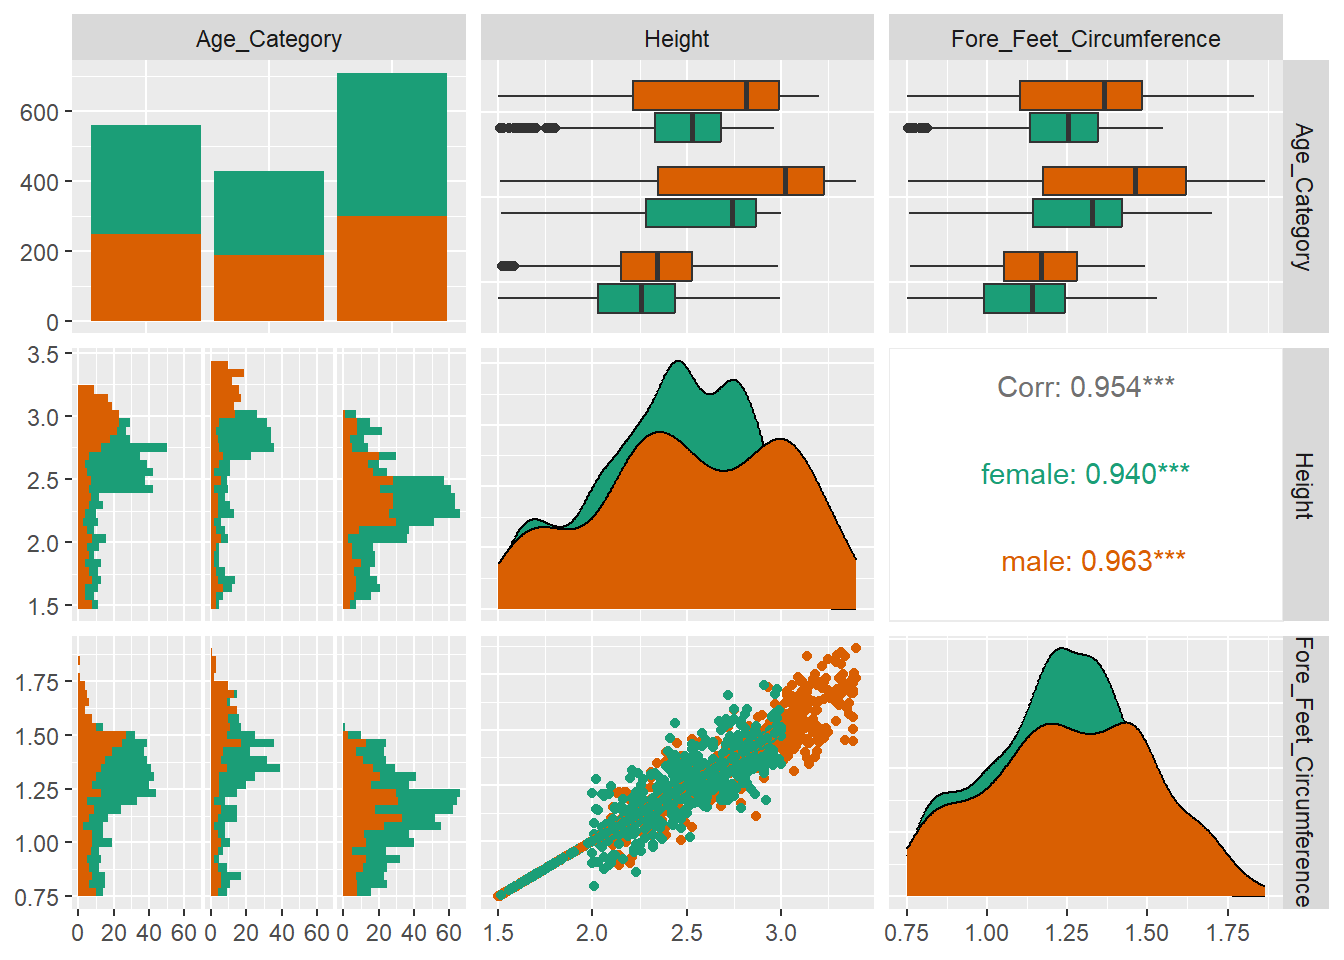 Age_Category Height Fore_Feet_Circumference
600
400
200
0
Age_Category
3.5
3.0
2.5
2.0
1.5
Corr: 0.954***
female: 0.940***
male: 0.963***
Height
1.75
1.50
1.25
1.00
0.75
Fore_Feet_Circumference
0 20 40 60 0 20 40 60 0 20 40 60 1.5 2.0 2.5 3.0 0.75 1.00 1.25 1.50 1.75